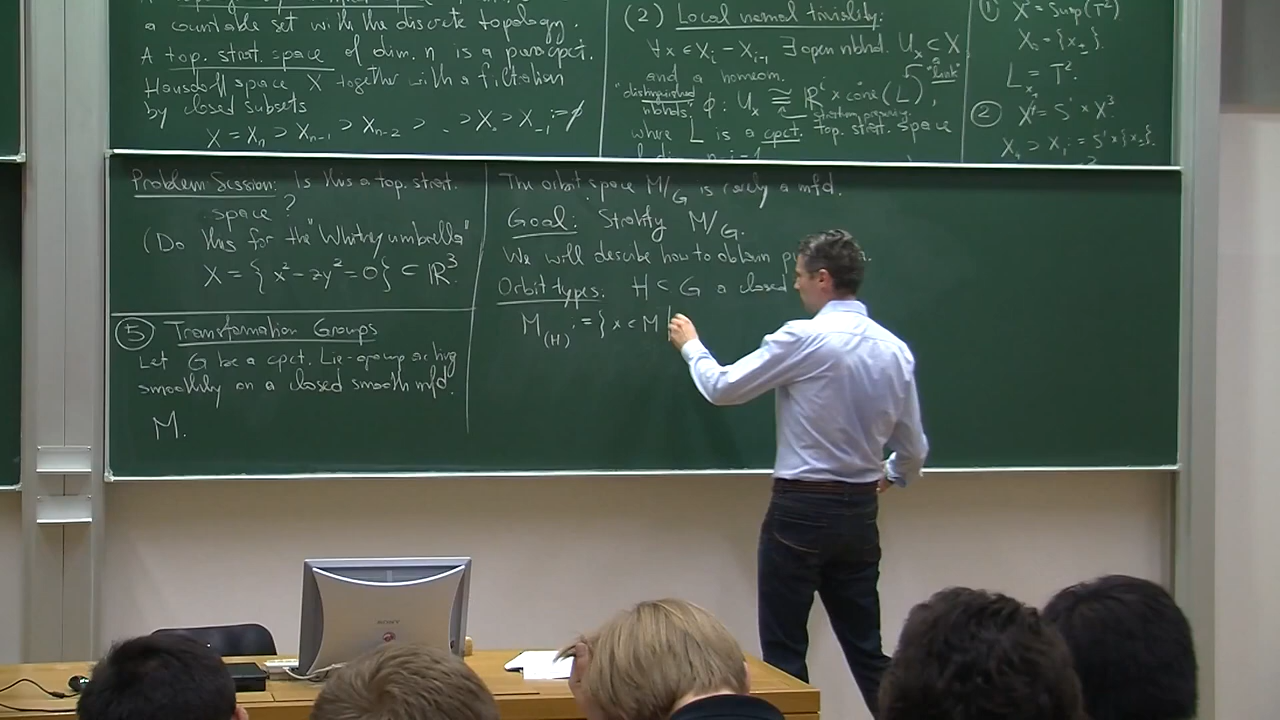 a countable set with the discrete topology.
A top. strat. space of dim. n is a paracpct.
Hausdorff space X together with a filtration
by closed subsets
X = Xₙ ⊃ Xₙ₋₁ ⊃ Xₙ₋₂ ⊃ . . ⊃ X₀ ⊃ X₋₁ = ∅
(2) Local normal triviality:
∀ x ∈ Xᵢ - Xᵢ₋₁ ∃ open nbhd. Uₓ ⊂ X
and a homeom. "link"
"distinguished nbhds" ϕ : Uₓ ≅ ℝⁱ × cone(L),
where L is a cpct. top. strat. space
① X³ = Susp(T²)
X₀ = {x±}.
L = T².
② X⁴ = S¹ × X³
X₄ ⊃ X₁ = S¹ × {x±}.
Problem Session: Is this a top. strat.
space?
(Do this for the "Whitney umbrella"
X = { x² - zy² = 0 } ⊂ ℝ³.
⑤ Transformation Groups
Let G be a cpct. Lie-group acting
smoothly on a closed smooth mfd.
M.
The orbit space M/G is rarely a mfd.
Goal: Stratify M/G.
We will describe how to obtain
Orbit types: H ⊂ G a closed
M₍H₎ := { x ∈ M |